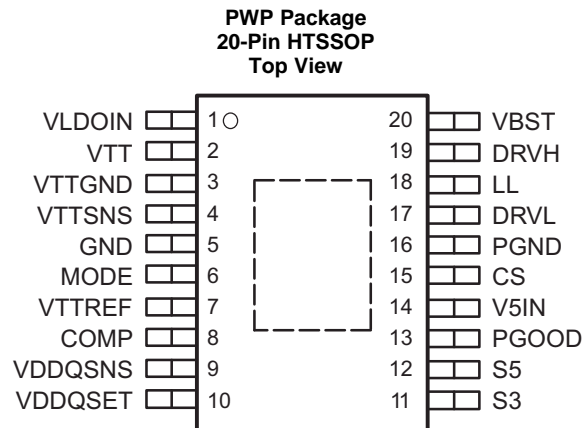 PWP Package
20-Pin HTSSOP
Top View
VLDOIN 1 20 VBST
VTT 2 19 DRVH
VTTGND 3 18 LL
VTTSNS 4 17 DRVL
GND 5 16 PGND
MODE 6 15 CS
VTTREF 7 14 V5IN
COMP 8 13 PGOOD
VDDQSNS 9 12 S5
VDDQSET 10 11 S3